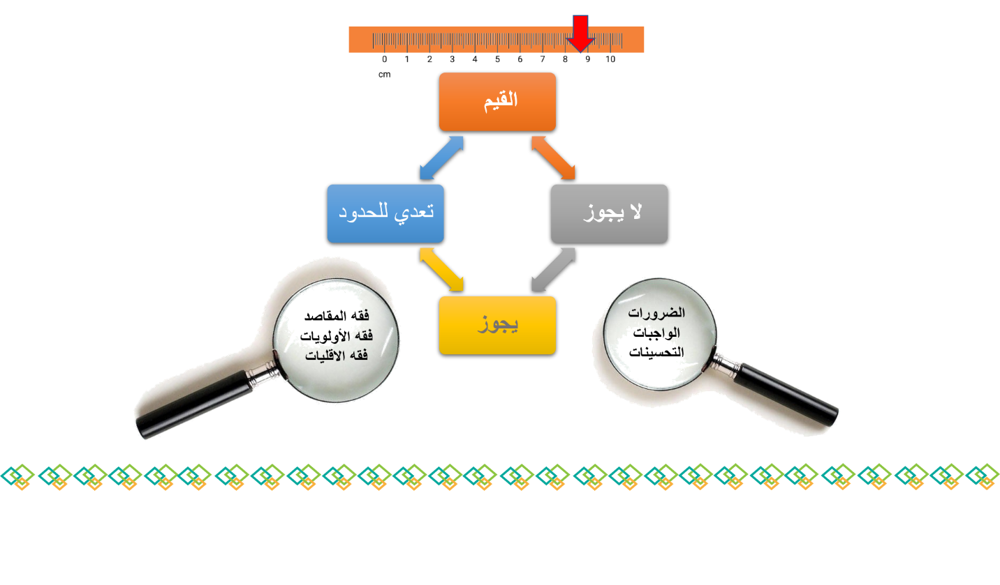 0 1 2 3 4 5 6 7 8 9 10
cm
القيم
لا يجوز
تعدي للحدود
يجوز
الضرورات
الواجبات
التحسينات
فقه المقاصد
فقه الأولويات
فقه الاقليات